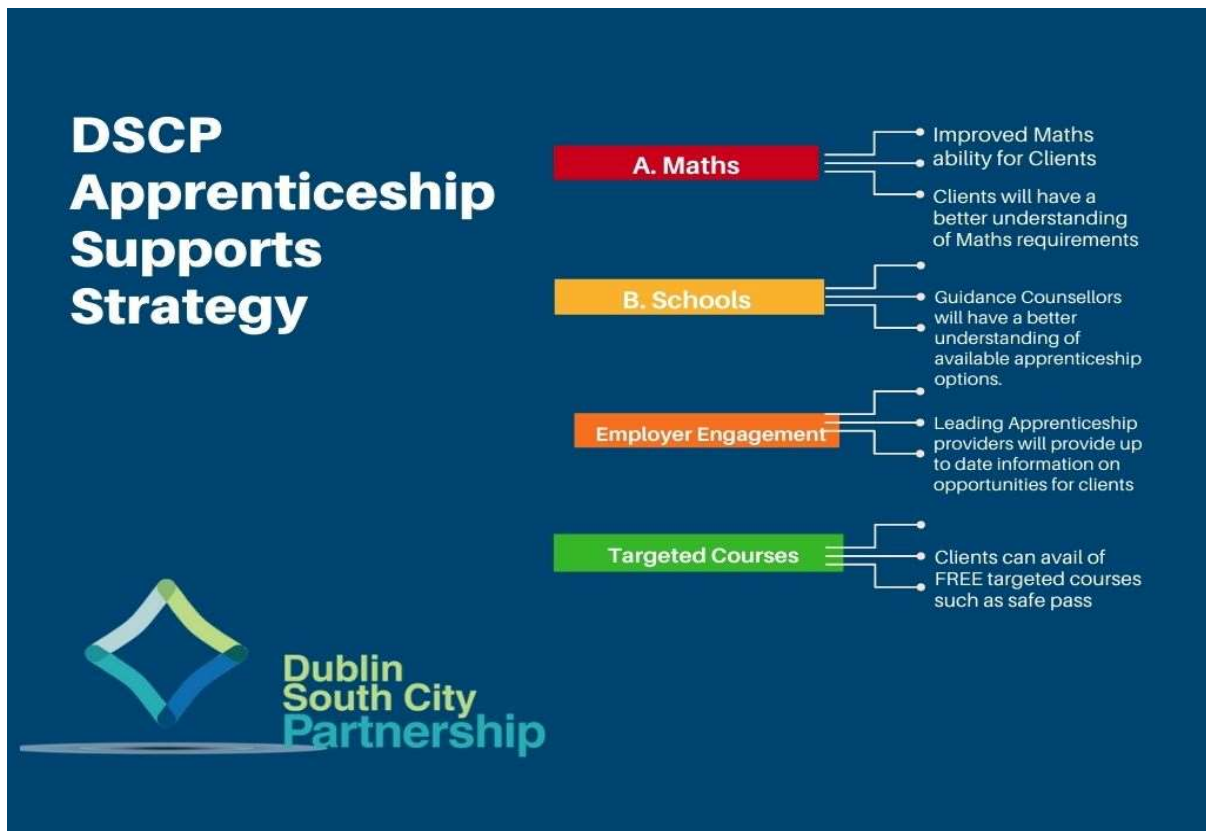 DSCP
Apprenticeship
Supports
Strategy
A. Maths
Improved Maths
ability for Clients
Clients will have a
better understanding
of Maths requirements
B. Schools
Guidance Counsellors
will have a better
understanding of
available apprenticeship
options.
Employer Engagement
Leading Apprenticeship
providers will provide up
to date information on
opportunities for clients
Targeted Courses
Clients can avail of
FREE targeted courses
such as safe pass
Dublin
South City
Partnership